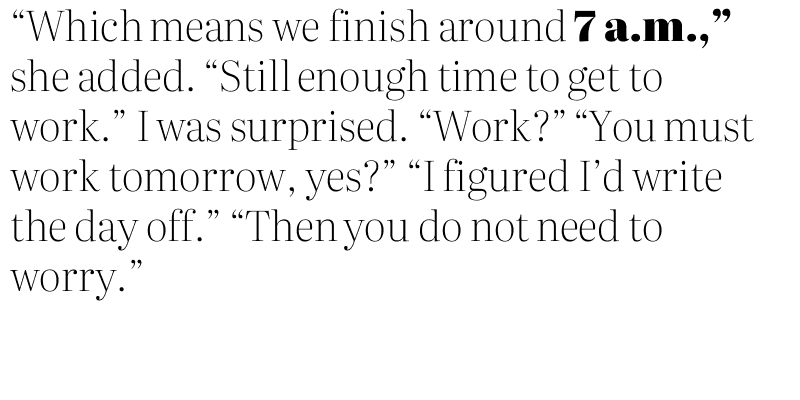 “Which means we finish around 7 a.m.,”
she added. “Still enough time to get to
work.” I was surprised. “Work?” “You must
work tomorrow, yes?” “I figured I’d write
the day off.” “Then you do not need to
worry.”